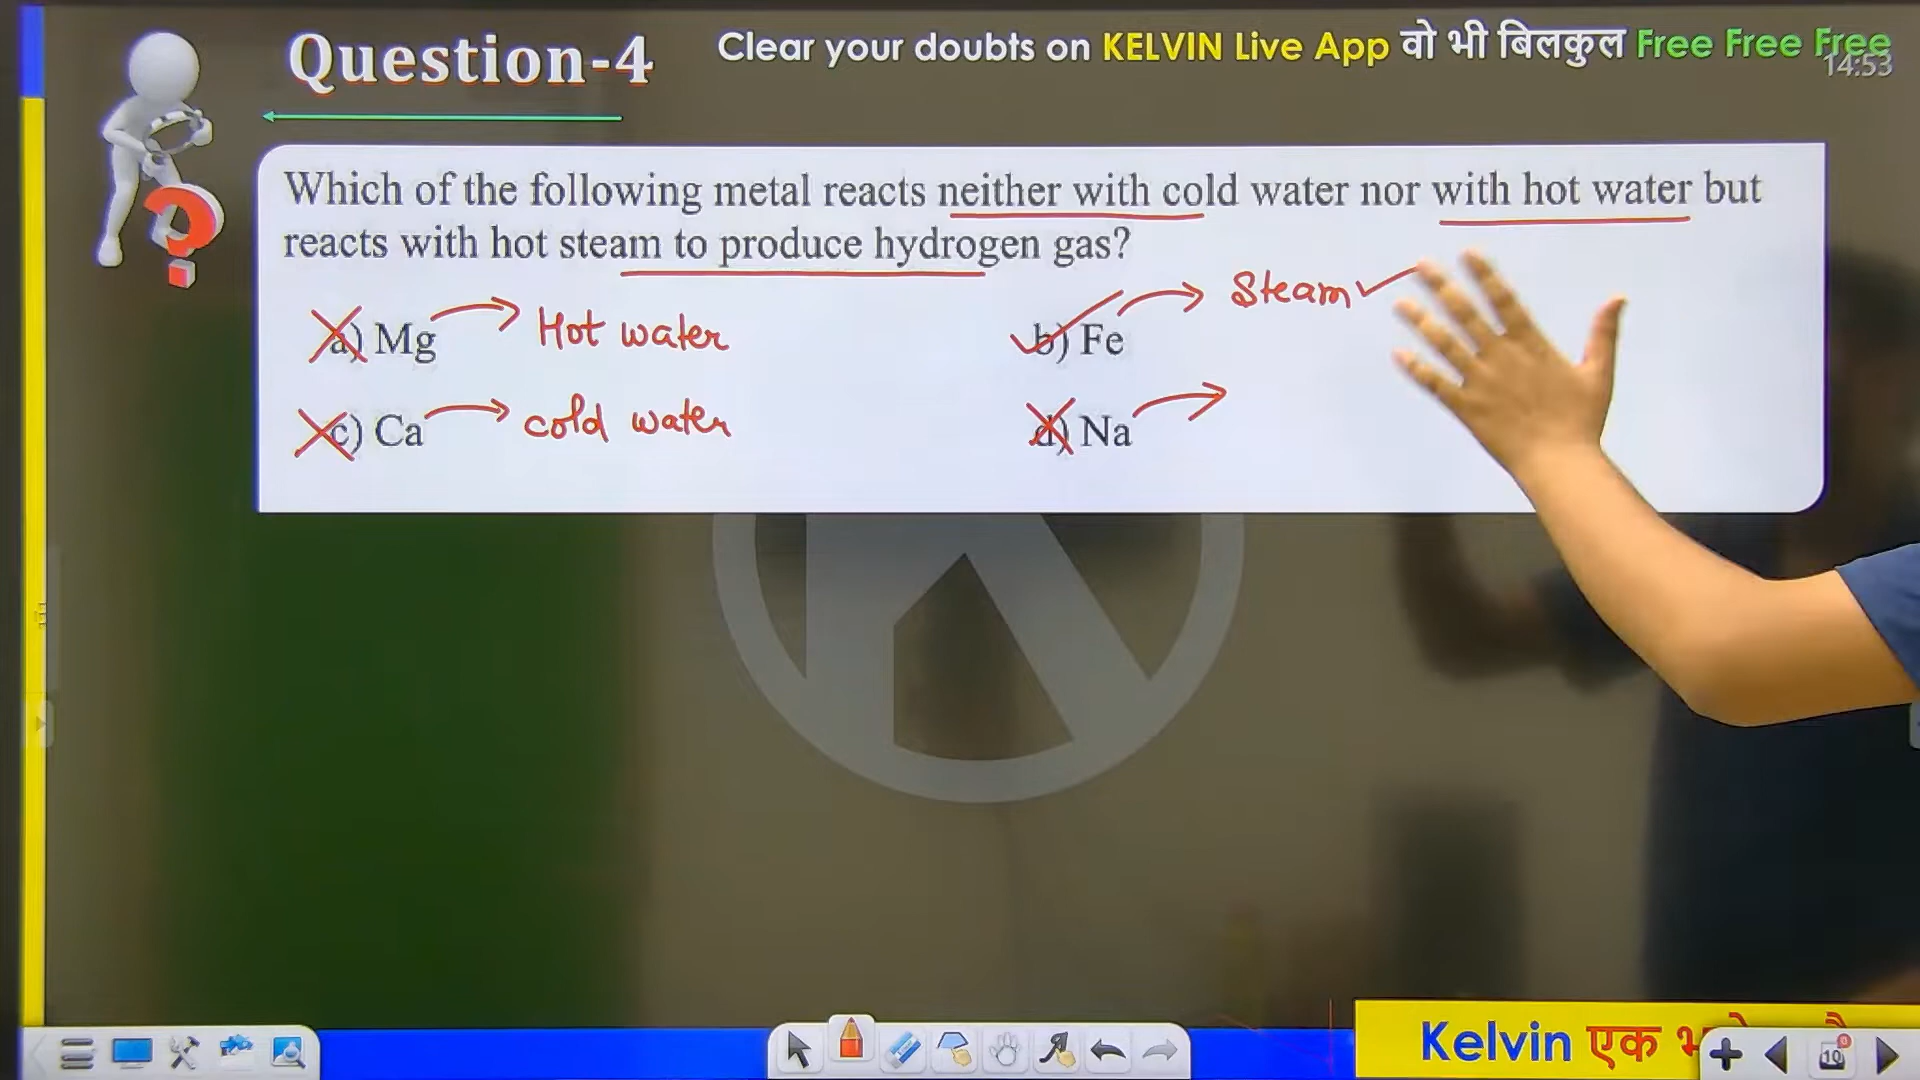 Question-4
Clear your doubts on KELVIN Live App वो भी बिलकुल Free Free Free
14:53
Which of the following metal reacts neither with cold water nor with hot water but
reacts with hot steam to produce hydrogen gas?
a) Mg → Hot water
b) Fe → Steam ✓
c) Ca → cold water
d) Na →
Kelvin एक
10